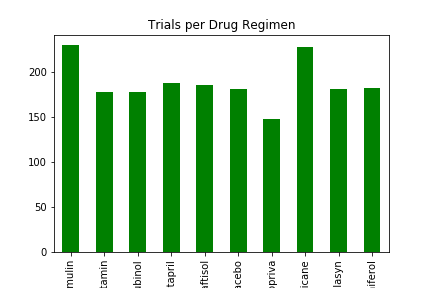 Trials per Drug Regimen
200
150
100
50
0
mulin
tamin
ubinol
tapril
aftisol
acebo
opriva
icane
lasyn
iferol